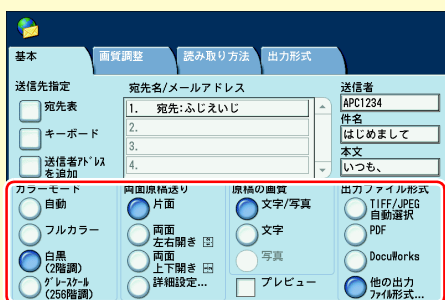 基本
画質調整
読み取り方法
出力形式
送信先指定
宛先表
キーボード
送信者アドレス
を追加
宛先名/メールアドレス
1. 宛先:ふじえいじ
2.
3.
4.
送信者
APC1234
件名
はじめまして
本文
いつも、
カラーモード
自動
フルカラー
白黒
(2階調)
グレースケール
(256階調)
両面原稿送り
片面
両面
左右開き
両面
上下開き
詳細設定...
原稿の画質
文字/写真
文字
写真
プレビュー
出力ファイル形式
TIFF/JPEG
自動選択
PDF
DocuWorks
他の出力
ファイル形式...